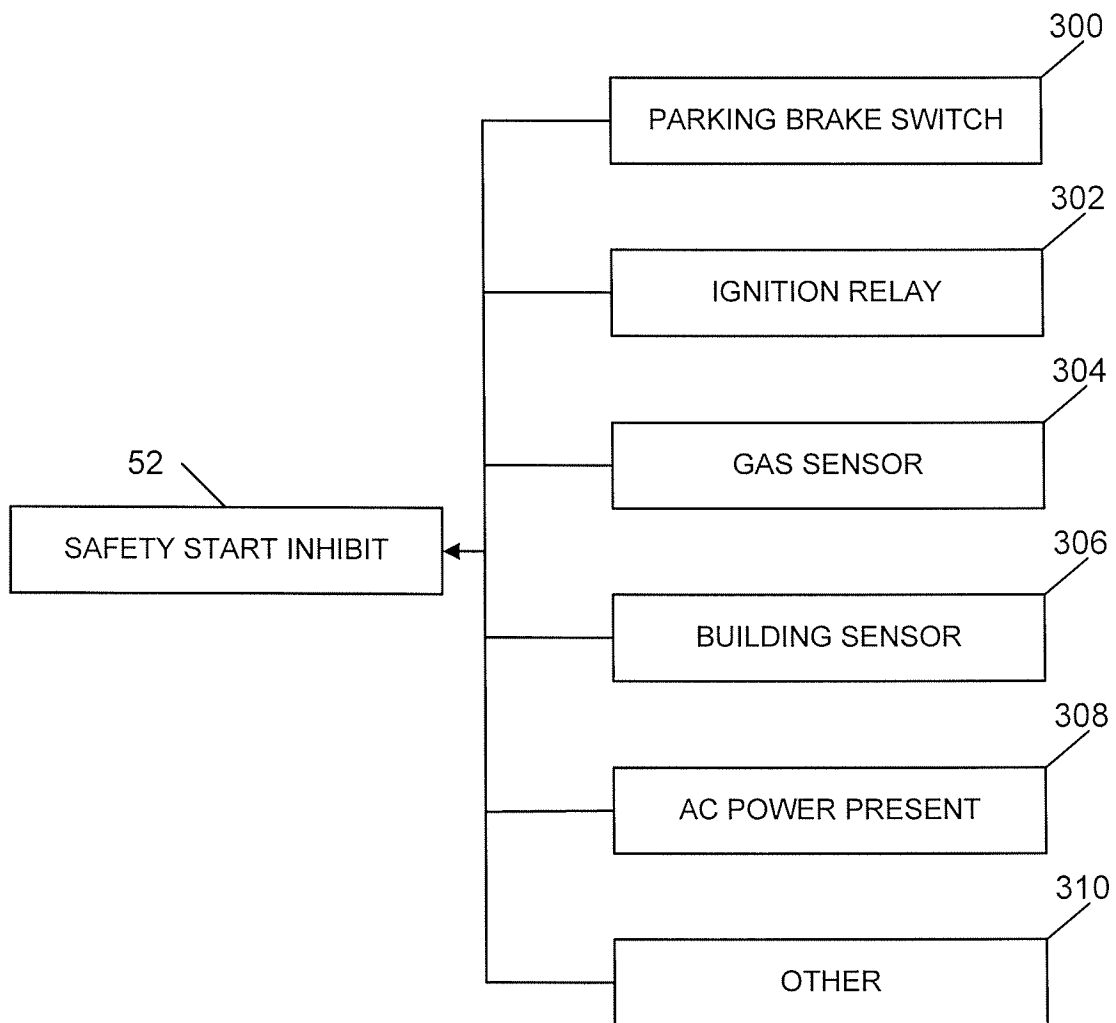 300
PARKING BRAKE SWITCH
302
IGNITION RELAY
304
GAS SENSOR
52
SAFETY START INHIBIT
306
BUILDING SENSOR
308
AC POWER PRESENT
310
OTHER